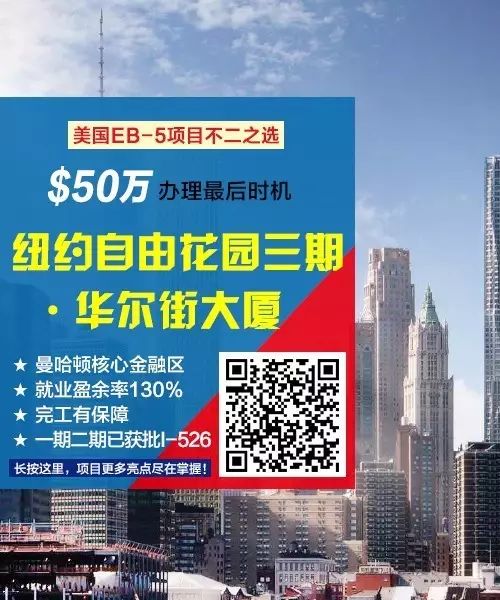 美国EB-5项目不二之选
$50万 办理最后时机
纽约自由花园三期
·华尔街大厦
★ 曼哈顿核心金融区
★ 就业盈余率130%
★ 完工有保障
★ 一期二期已获批I-526
长按这里，项目更多亮点尽在掌握！